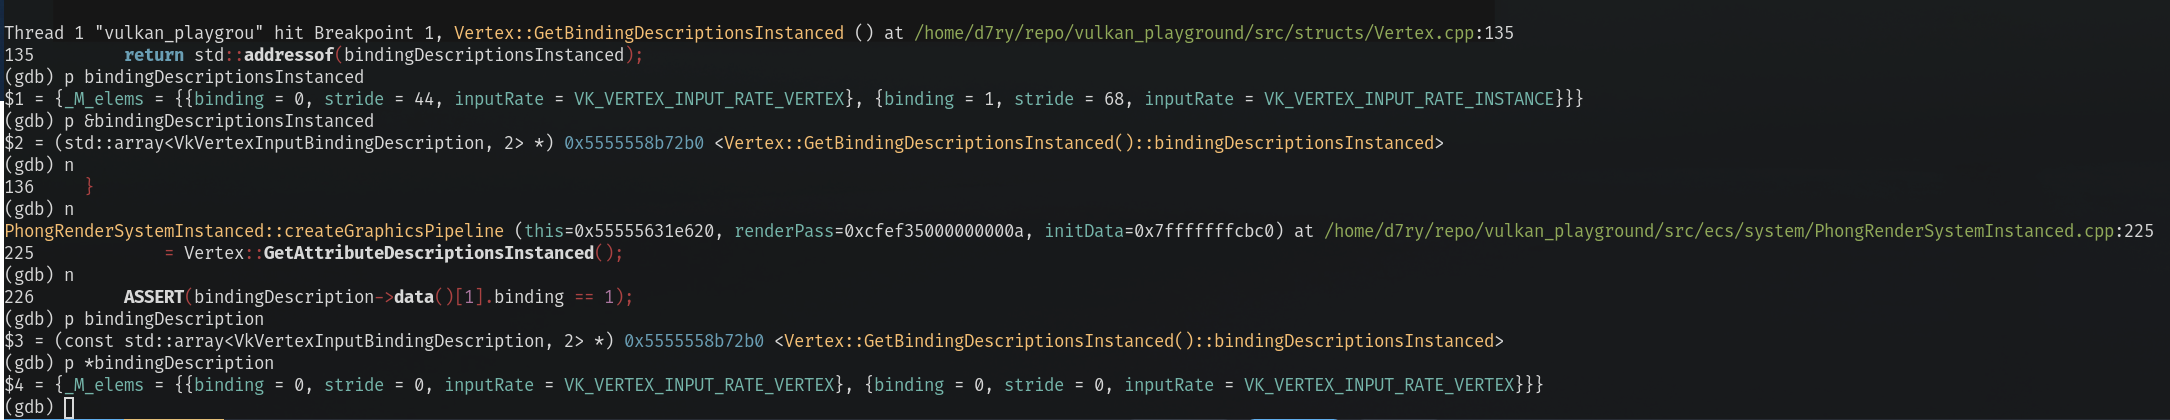 Thread 1 "vulkan_playgrou" hit Breakpoint 1, Vertex::GetBindingDescriptionsInstanced () at /home/d7ry/repo/vulkan_playground/src/structs/Vertex.cpp:135
135         return std::addressof(bindingDescriptionsInstanced);
(gdb) p bindingDescriptionsInstanced
$1 = {_M_elems = {{binding = 0, stride = 44, inputRate = VK_VERTEX_INPUT_RATE_VERTEX}, {binding = 1, stride = 68, inputRate = VK_VERTEX_INPUT_RATE_INSTANCE}}}
(gdb) p &bindingDescriptionsInstanced
$2 = (std::array<VkVertexInputBindingDescription, 2> *) 0x5555558b72b0 <Vertex::GetBindingDescriptionsInstanced()::bindingDescriptionsInstanced>
(gdb) n
136     }
(gdb) n
PhongRenderSystemInstanced::createGraphicsPipeline (this=0x55555631e620, renderPass=0xcfef35000000000a, initData=0x7fffffffcbc0) at /home/d7ry/repo/vulkan_playground/src/ecs/system/PhongRenderSystemInstanced.cpp:225
225             = Vertex::GetAttributeDescriptionsInstanced();
(gdb) n
226         ASSERT(bindingDescription->data()[1].binding == 1);
(gdb) p bindingDescription
$3 = (const std::array<VkVertexInputBindingDescription, 2> *) 0x5555558b72b0 <Vertex::GetBindingDescriptionsInstanced()::bindingDescriptionsInstanced>
(gdb) p *bindingDescription
$4 = {_M_elems = {{binding = 0, stride = 0, inputRate = VK_VERTEX_INPUT_RATE_VERTEX}, {binding = 0, stride = 0, inputRate = VK_VERTEX_INPUT_RATE_VERTEX}}}
(gdb)